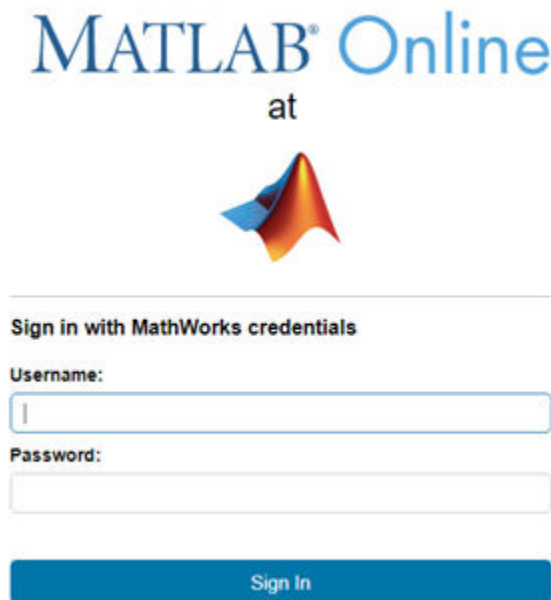 MATLAB® Online
at
Sign in with MathWorks credentials
Username:
Password:
Sign In